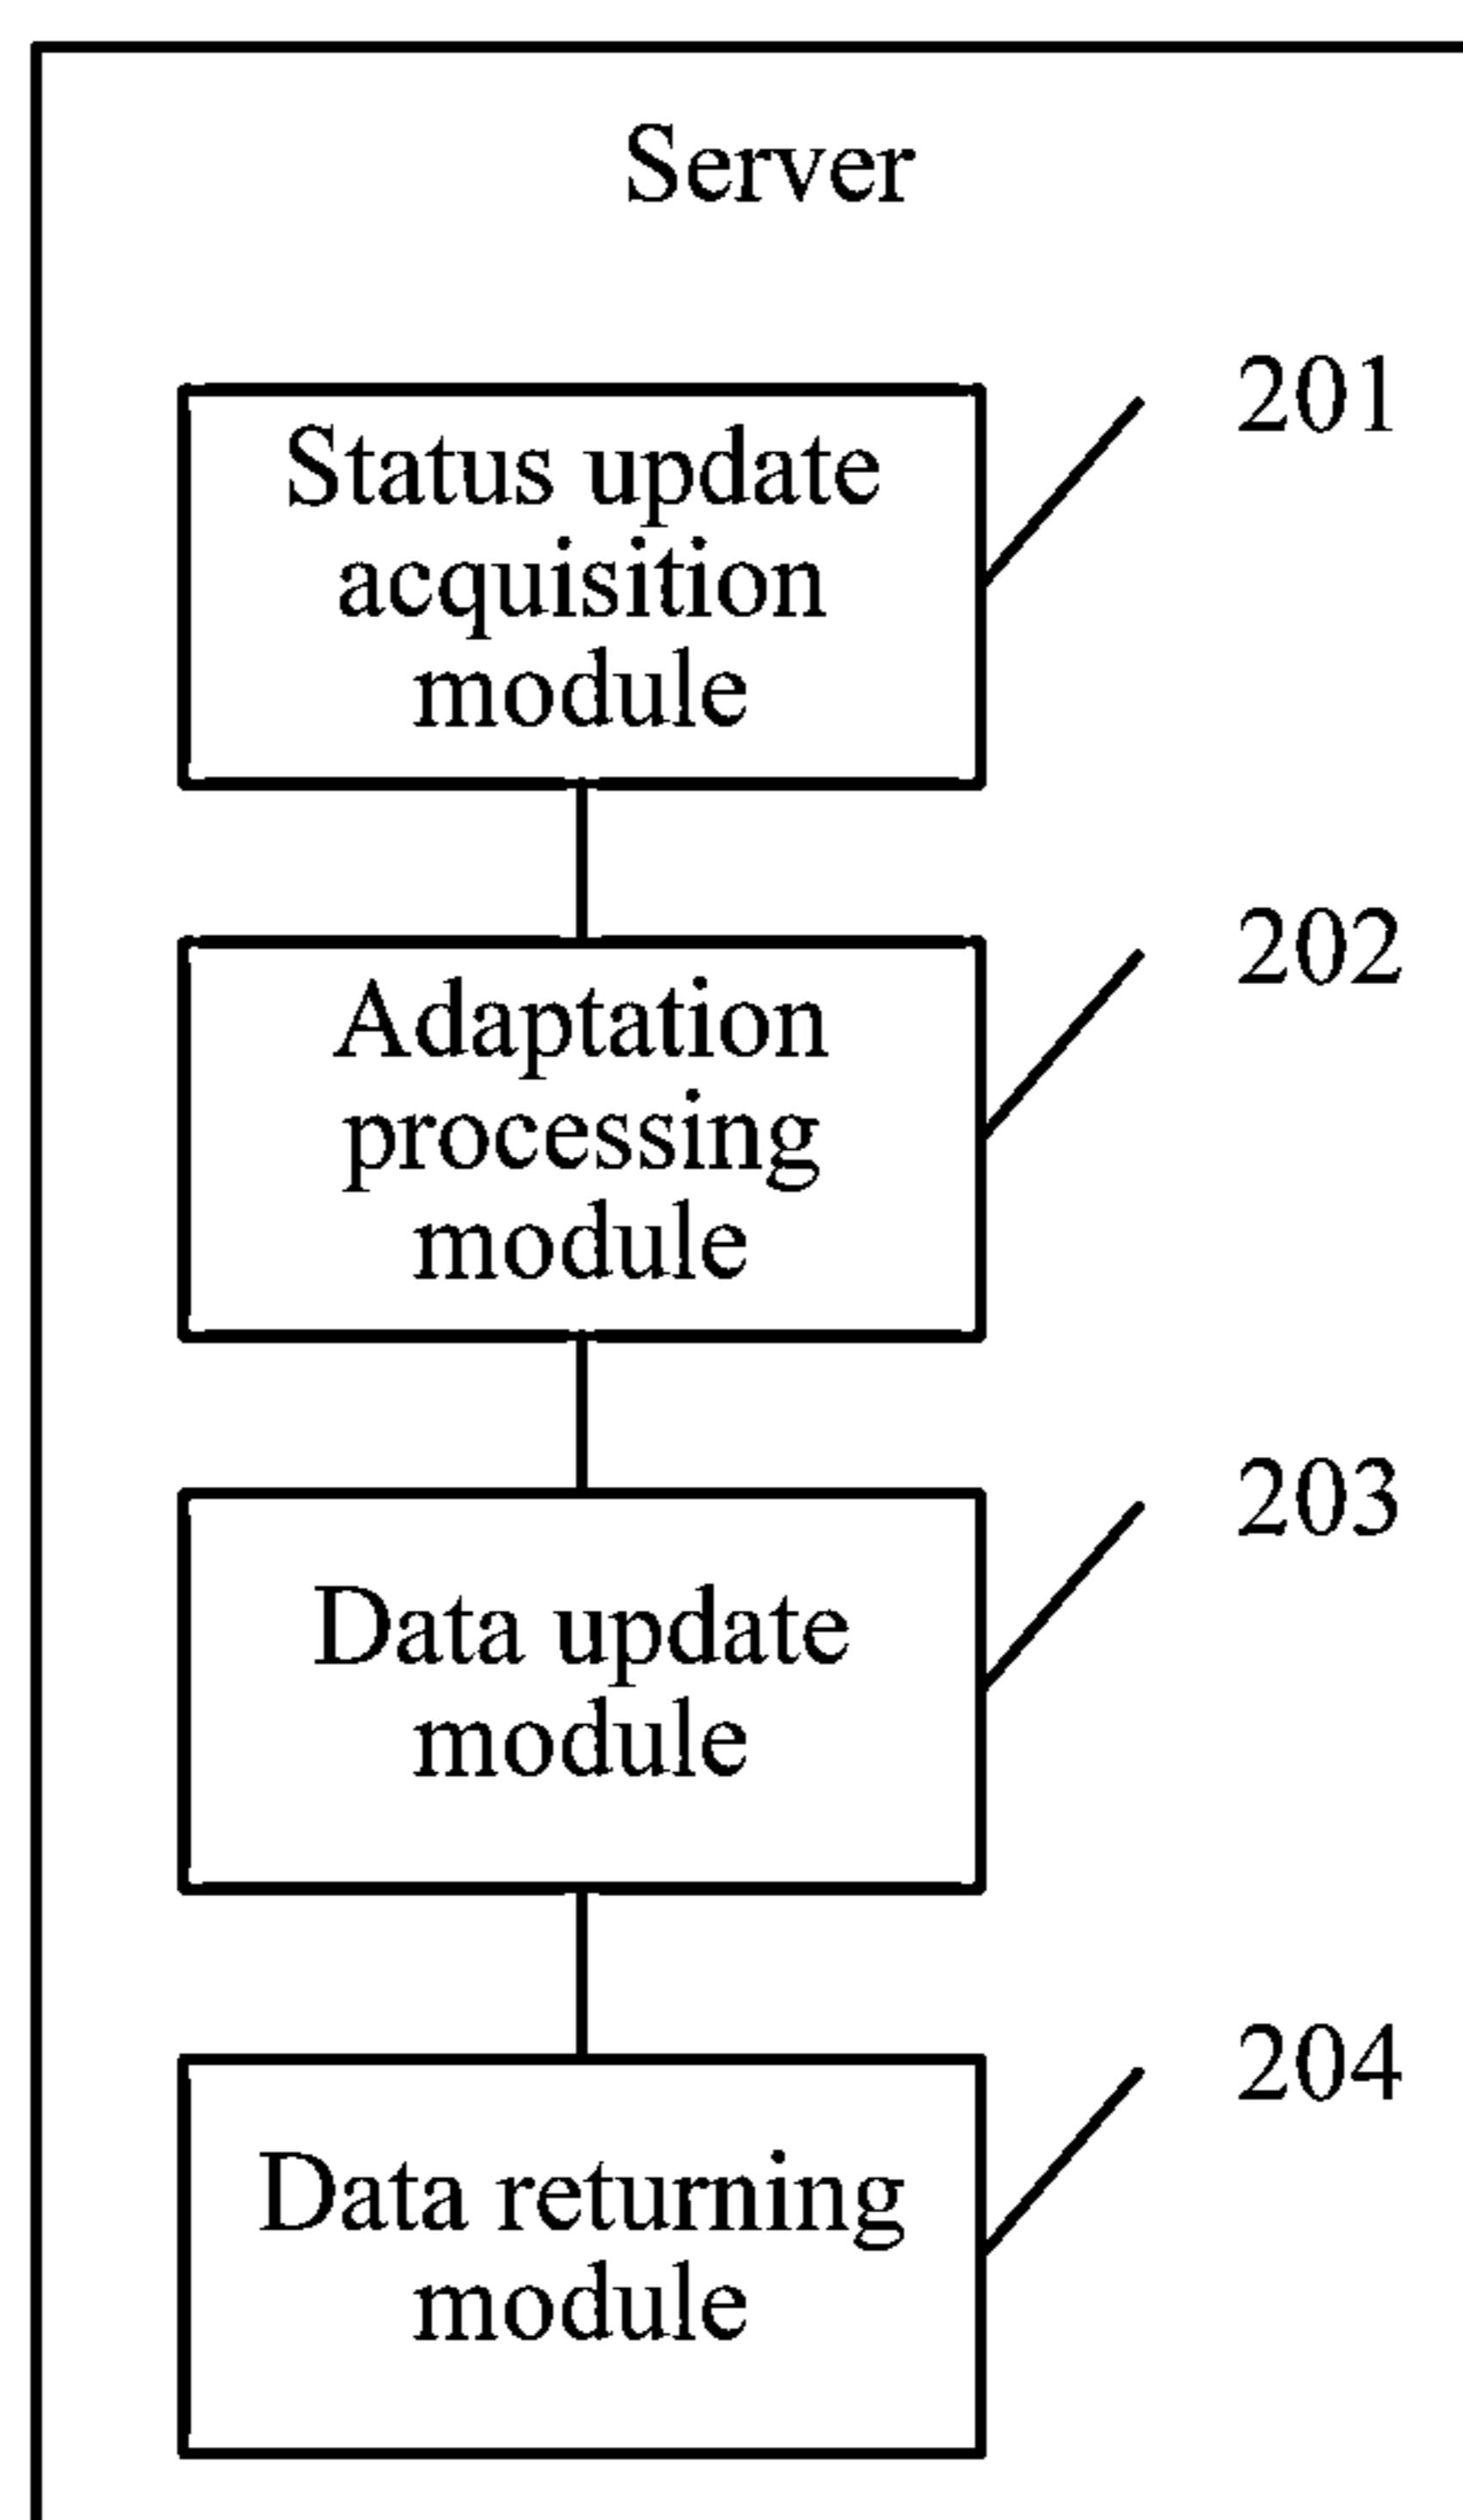 Server
201
Status update
acquisition
module
202
Adaptation
processing
module
203
Data update
module
204
Data returning
module